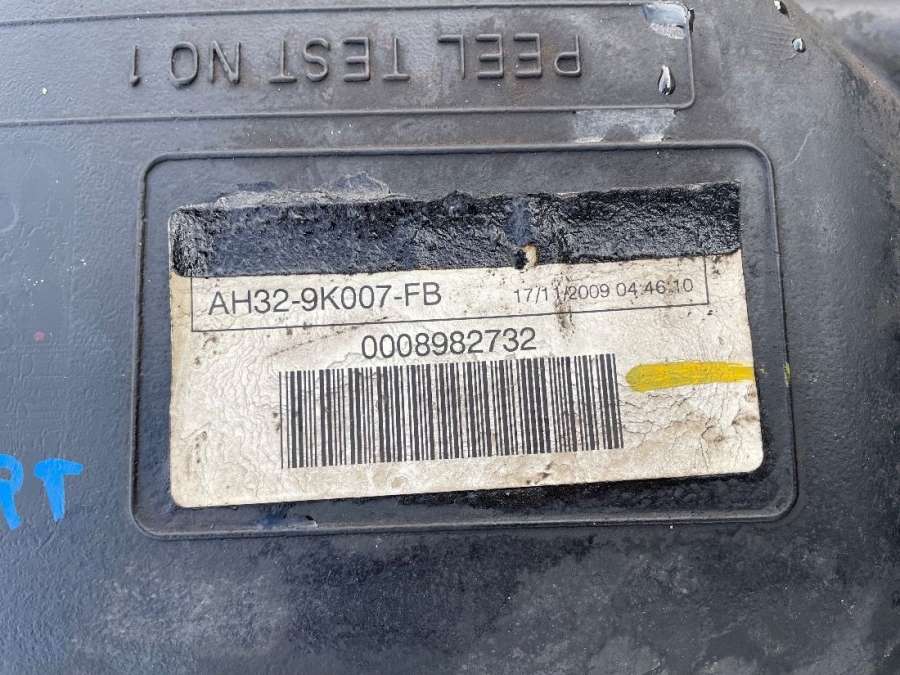 PEEL TEST NO 1
AH32-9K007-FB 17/11/2009 04:46:10
0008982732